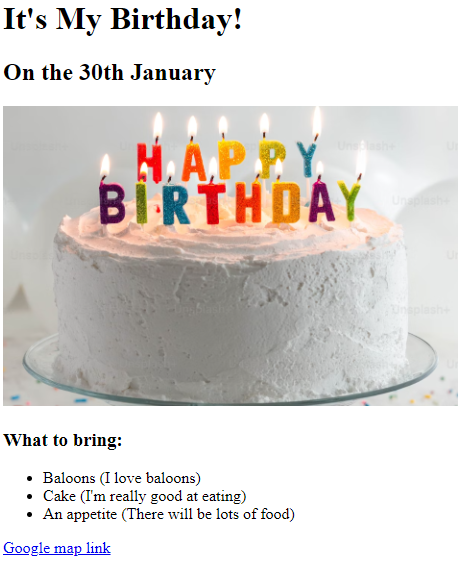 It's My Birthday!
On the 30th January
HAPPY
BIRTHDAY
Unsplash+
Unsplash+
Unsplash+
What to bring:
Baloons (I love baloons)
Cake (I'm really good at eating)
An appetite (There will be lots of food)
Google map link